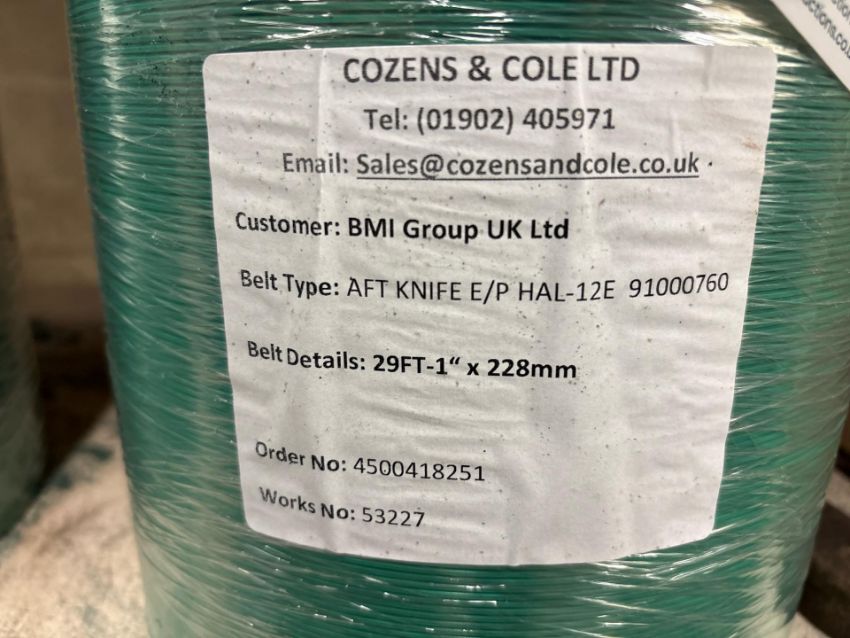 COZENS & COLE LTD
Tel: (01902) 405971
Email: Sales@cozensandcole.co.uk
Customer: BMI Group UK Ltd
Belt Type: AFT KNIFE E/P HAL-12E 91000760
Belt Details: 29FT-1“ x 228mm
Order No: 4500418251
Works No: 53227